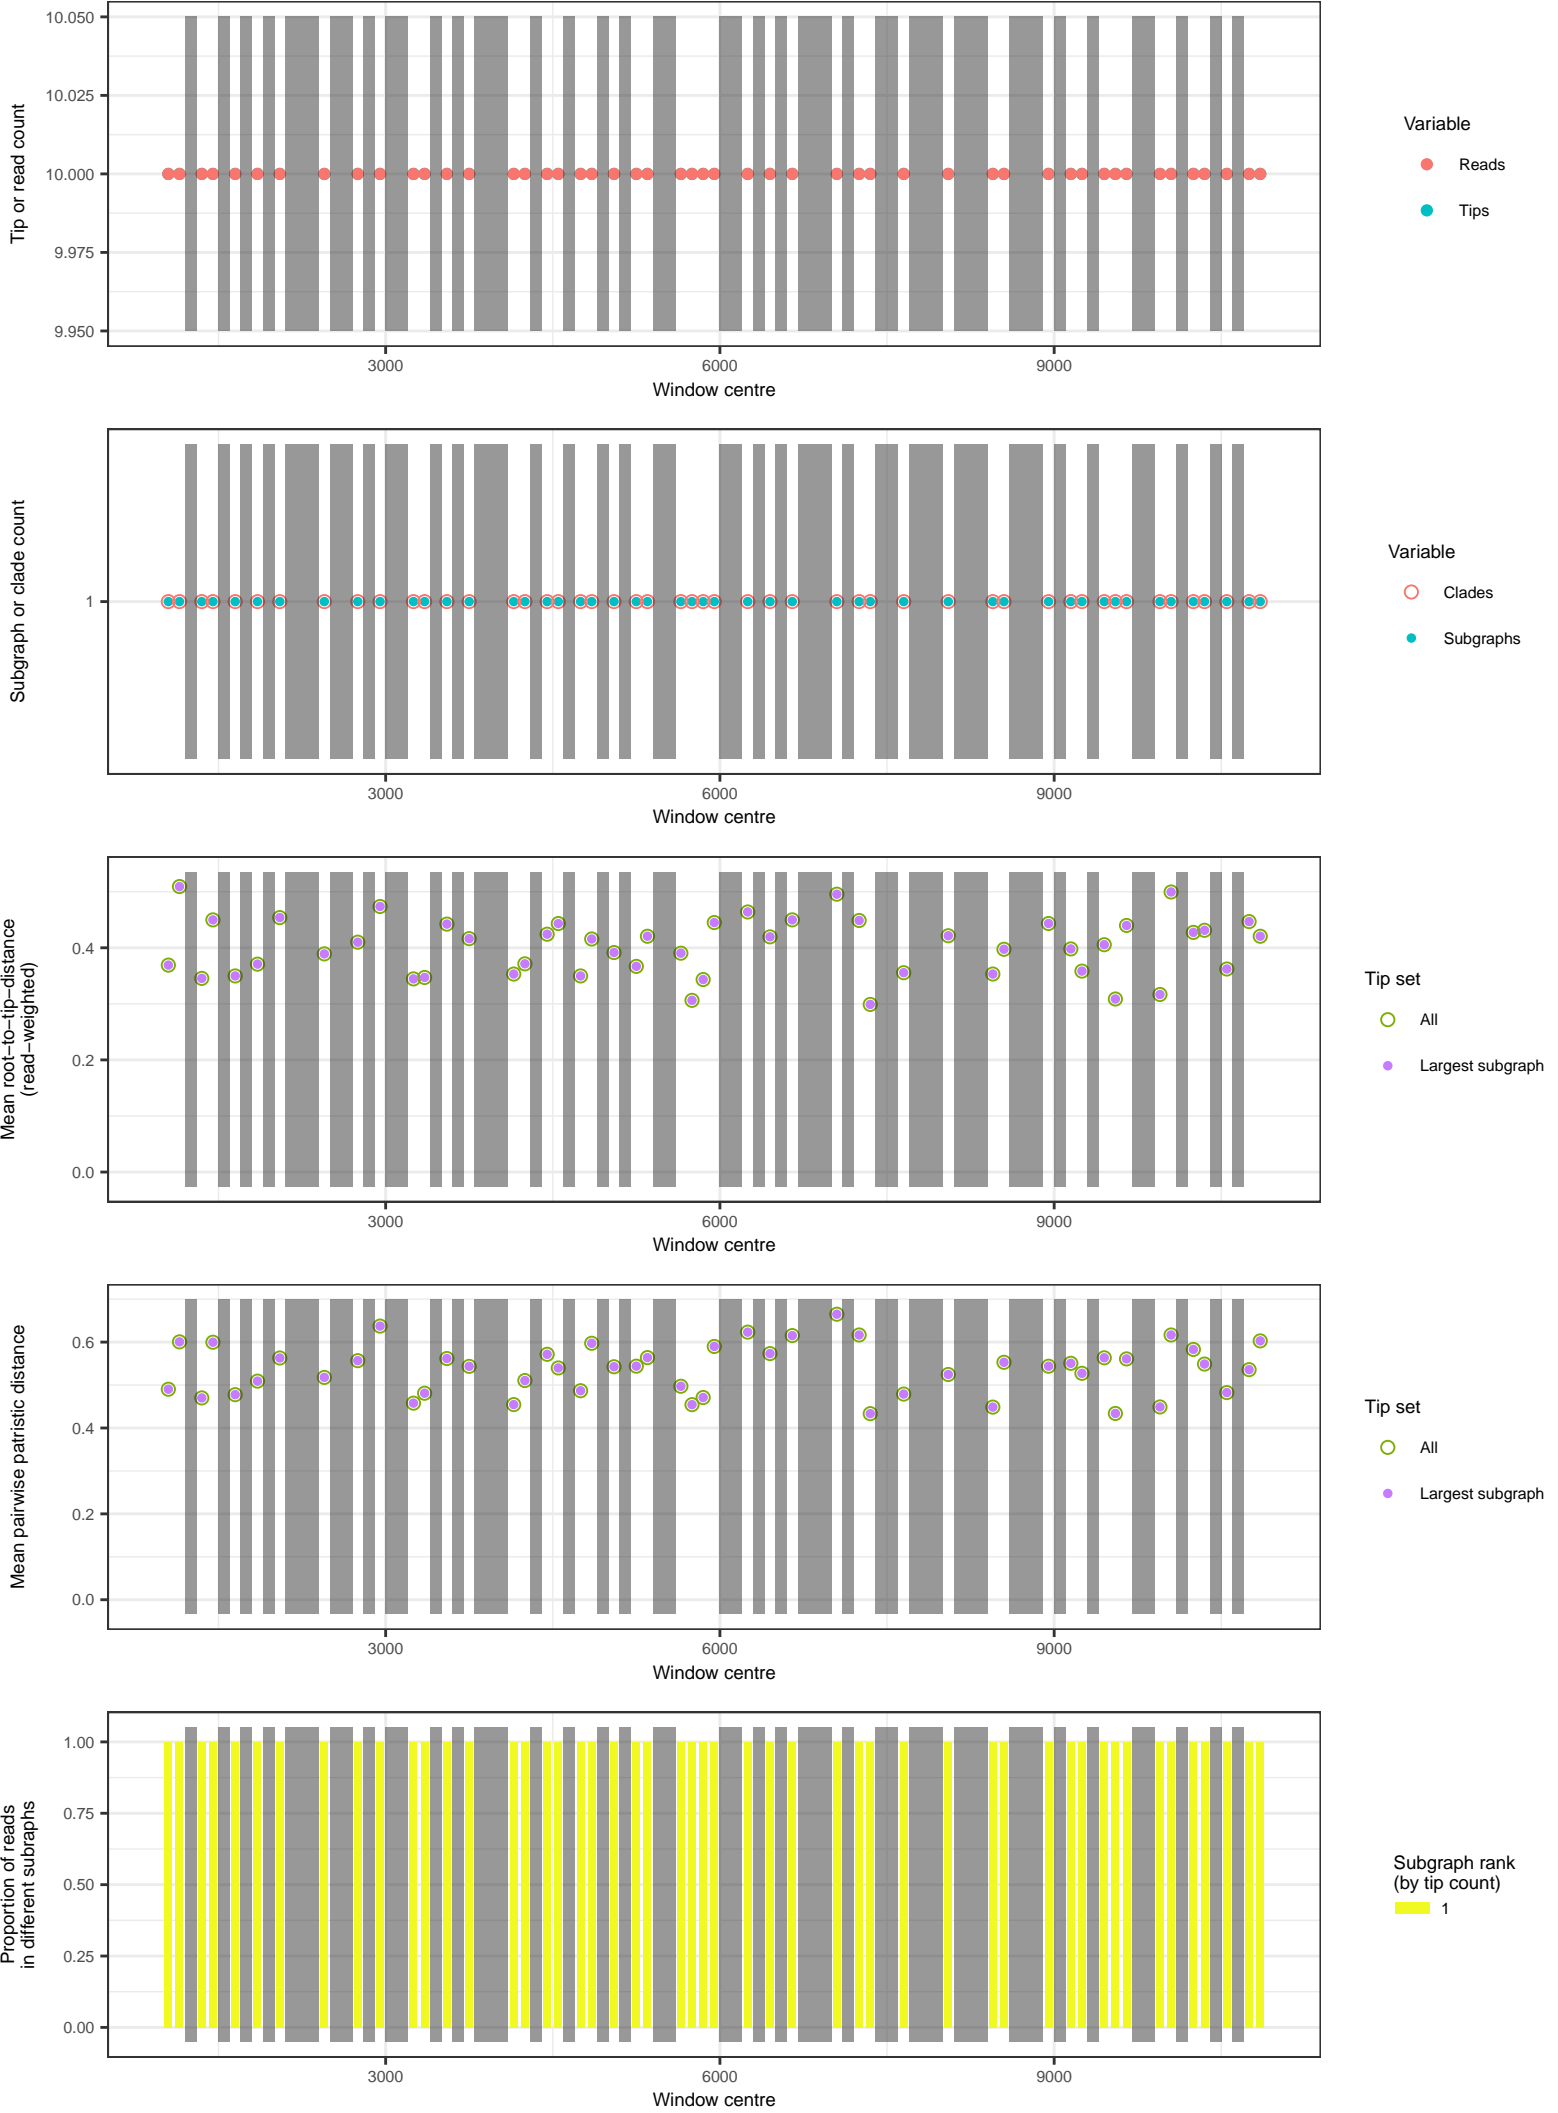 10.050
10.025
10.000
9.975
9.950
Tip or read count
3000
6000
9000
Window centre
Variable
Reads
Tips
1
Subgraph or clade count
3000
6000
9000
Window centre
Variable
Clades
Subgraphs
0.4
0.2
0.0
Mean root−to−tip−distance
(read−weighted)
3000
6000
9000
Window centre
Tip set
All
Largest subgraph
0.6
0.4
0.2
0.0
Mean pairwise patristic distance
3000
6000
9000
Window centre
Tip set
All
Largest subgraph
1.00
0.75
0.50
0.25
0.00
Proportion of reads
in different subraphs
3000
6000
9000
Window centre
Subgraph rank
(by tip count)
1